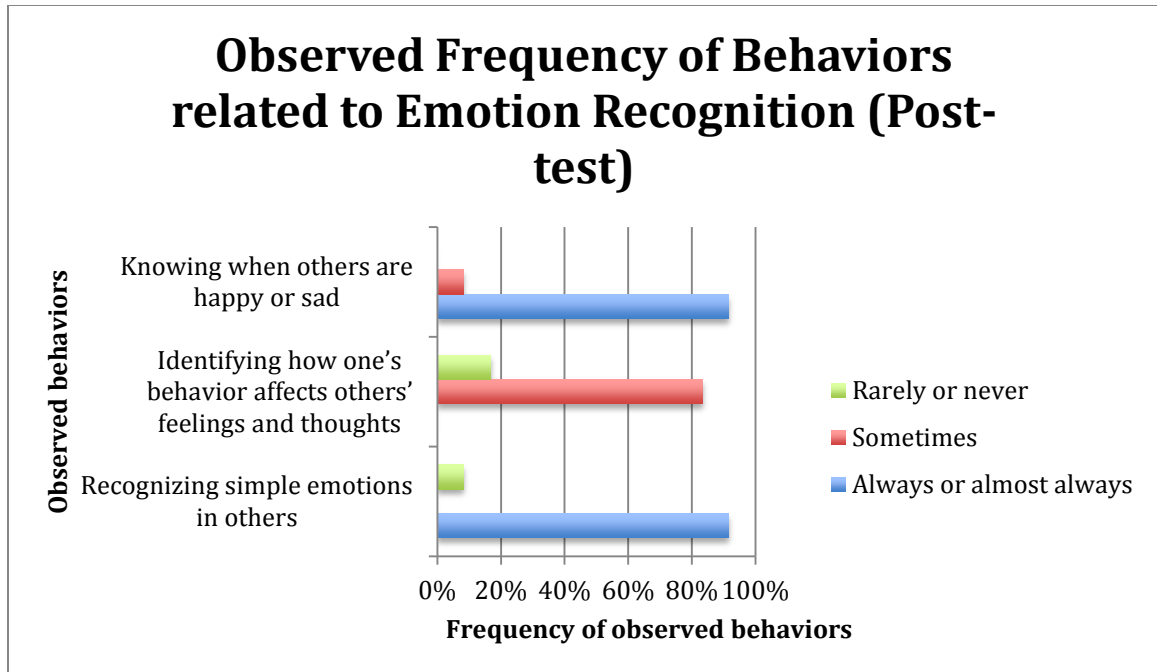 Observed Frequency of Behaviors
related to Emotion Recognition (Post-
test)
Observed behaviors
Knowing when others are
happy or sad
Identifying how one’s
behavior affects others’
feelings and thoughts
Recognizing simple emotions
in others
Rarely or never
Sometimes
Always or almost always
0% 20% 40% 60% 80% 100%
Frequency of observed behaviors